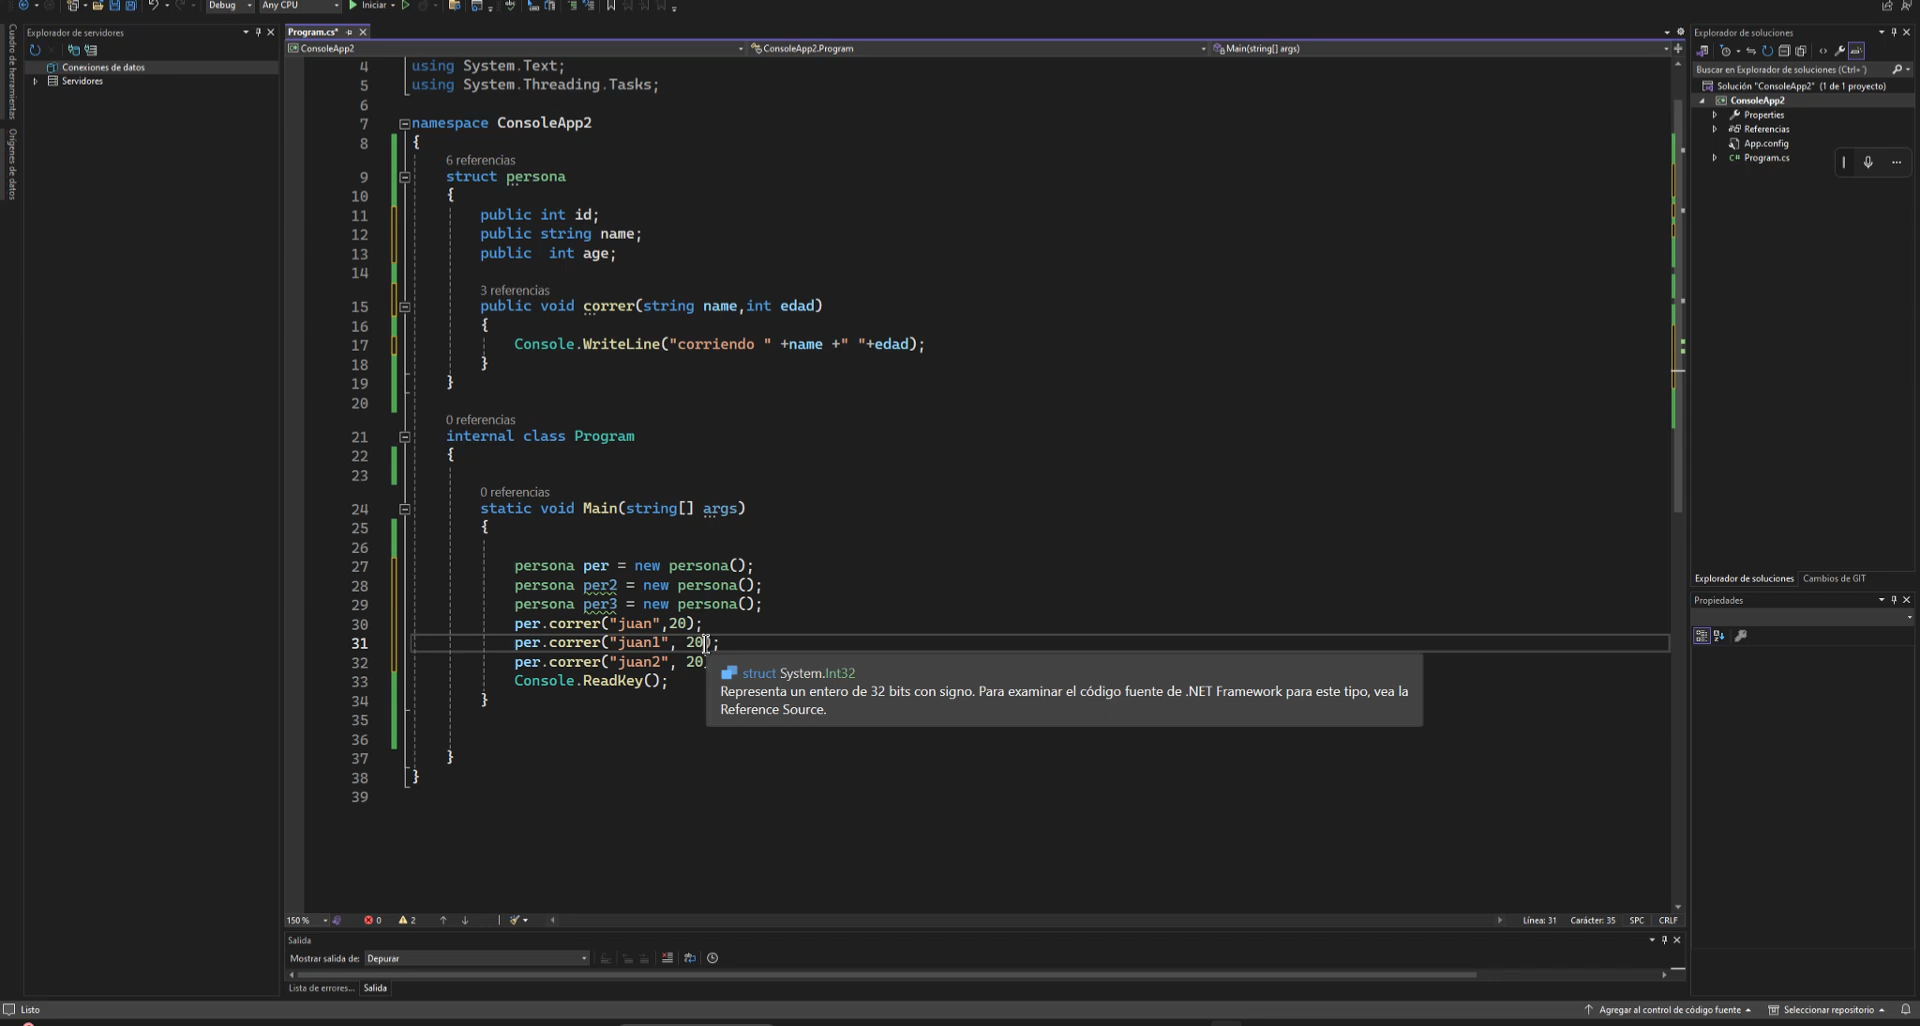 Debug
Any CPU
Iniciar
Cuadro de herramientas
Orígenes de datos
Explorador de servidores
Conexiones de datos
Servidores
Program.cs*
ConsoleApp2
ConsoleApp2.Program
Main(string[] args)
4 using System.Text;
5 using System.Threading.Tasks;
6
7 namespace ConsoleApp2
8 {
6 referencias
9 struct persona
10 {
11 public int id;
12 public string name;
13 public  int age;
14
3 referencias
15 public void correr(string name,int edad)
16 {
17 Console.WriteLine("corriendo " +name +" "+edad);
18 }
19 }
20
0 referencias
21 internal class Program
22 {
23
0 referencias
24 static void Main(string[] args)
25 {
26
27 persona per = new persona();
28 persona per2 = new persona();
29 persona per3 = new persona();
30 per.correr("juan",20);
31 per.correr("juan1", 20);
32 per.correr("juan2", 20)
33 Console.ReadKey();
34 }
35
36
37 }
38 }
39
struct System.Int32
Representa un entero de 32 bits con signo. Para examinar el código fuente de .NET Framework para este tipo, vea la
Reference Source.
150 %
0
2
Línea: 31
Carácter: 35
SPC
CRLF
Salida
Mostrar salida de: Depurar
Lista de errores...
Salida
Explorador de soluciones
Buscar en Explorador de soluciones (Ctrl+´)
Solución "ConsoleApp2" (1 de 1 proyecto)
ConsoleApp2
Properties
Referencias
App.config
C# Program.cs
Explorador de soluciones
Cambios de GIT
Propiedades
Listo
Agregar al control de código fuente
Seleccionar repositorio